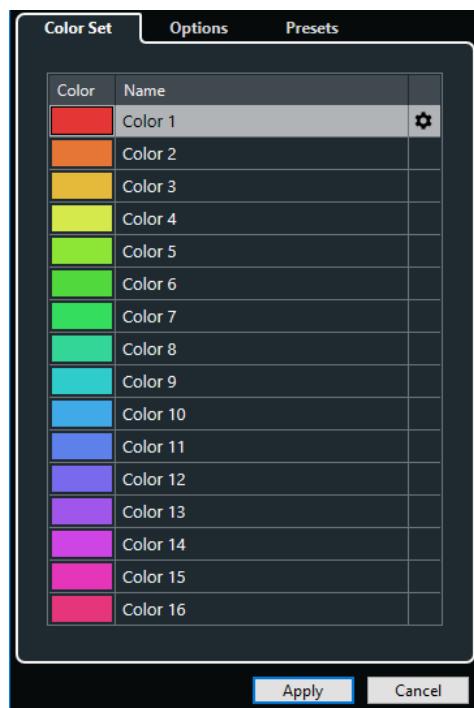 Color Set Options Presets
Color Name
Color 1
Color 2
Color 3
Color 4
Color 5
Color 6
Color 7
Color 8
Color 9
Color 10
Color 11
Color 12
Color 13
Color 14
Color 15
Color 16
Apply Cancel